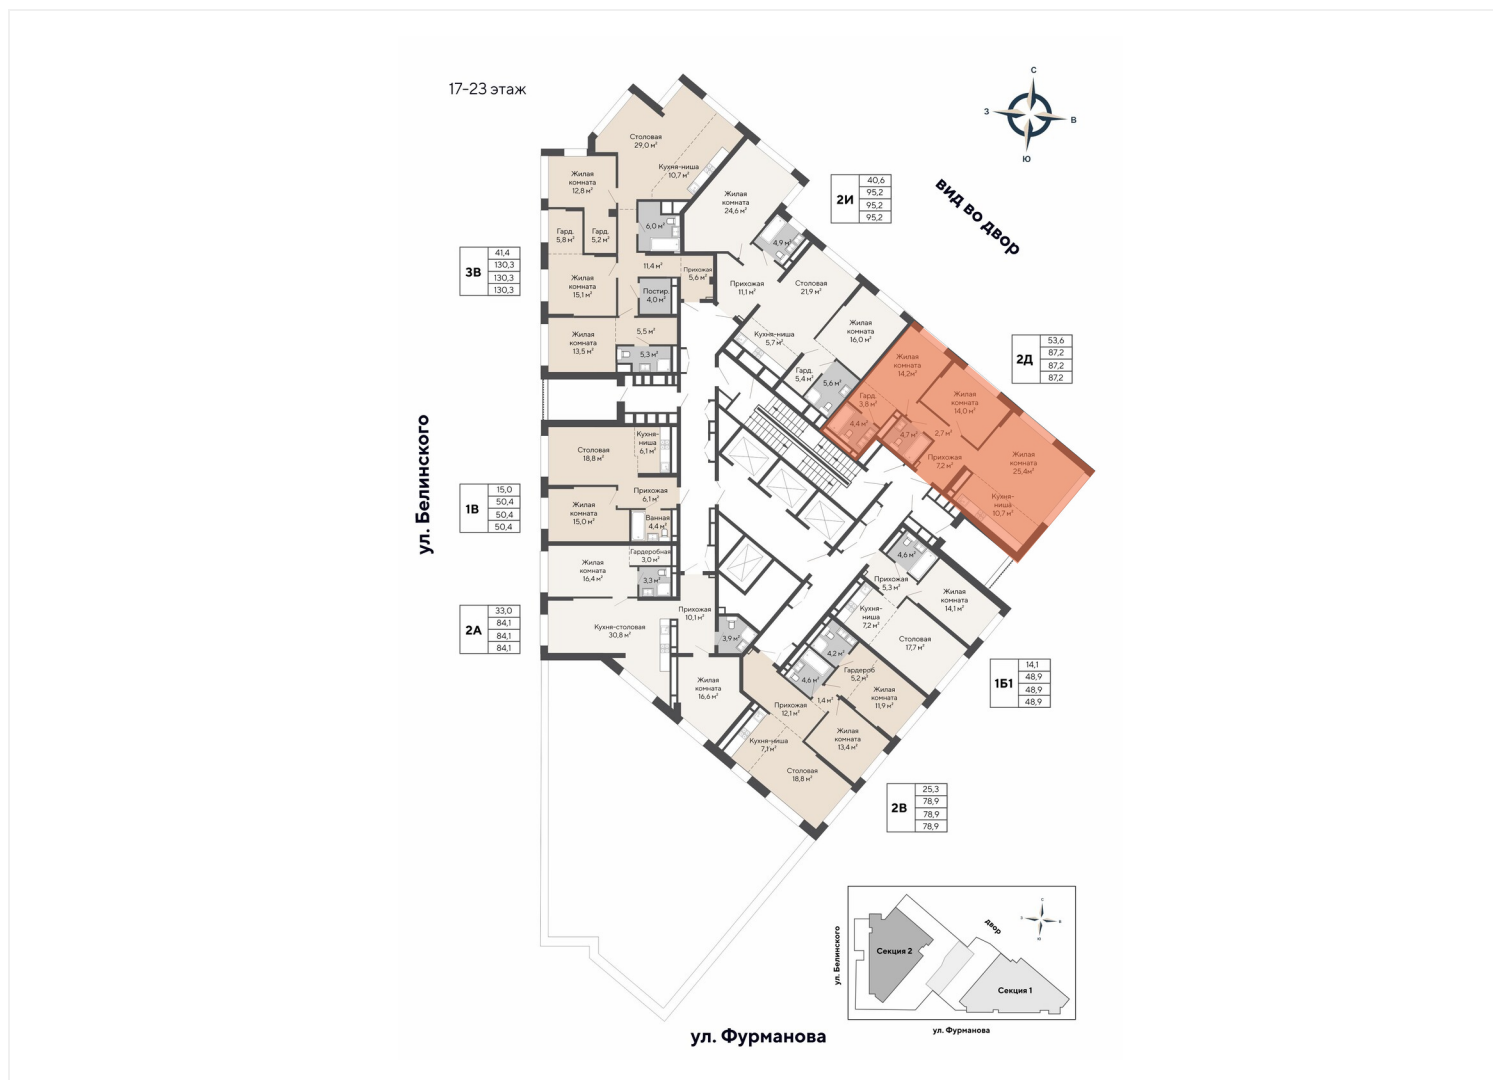 17-23 этаж
С
З
В
Ю
вид во двор
Столовая
29,0 м²
Кухня-ниша
10,7 м²
Жилая
комната
12,8 м²
Гард.
5,8 м²
Гард.
5,2 м²
6,0 м²
11,4 м²
Прихожая
5,6 м²
Жилая
комната
15,1 м²
Постир.
4,0 м²
5,5 м²
Жилая
комната
13,5 м²
5,3 м²
3В
41,4
130,3
130,3
130,3
Жилая
комната
24,6 м²
4,9 м²
Прихожая
11,1 м²
Столовая
21,9 м²
Кухня-ниша
5,7 м²
Жилая
комната
16,0 м²
Гард.
5,4 м²
5,6 м²
2И
40,6
95,2
95,2
95,2
Жилая
комната
14,2м²
Гард.
3,8 м²
4,4 м²
4,7 м²
2,7 м²
Жилая
комната
14,0м²
Прихожая
7,2 м²
Жилая
комната
25,4м²
Кухня-
ниша
10,7 м²
2Д
53,6
87,2
87,2
87,2
ул. Белинского
Столовая
18,8 м²
Кухня-
ниша
6,1 м²
Прихожая
6,1 м²
Жилая
комната
15,0 м²
Ванная
4,4 м²
1В
15,0
50,4
50,4
50,4
Гардеробная
3,0 м²
Жилая
комната
16,4 м²
3,3 м²
Кухня-столовая
30,8 м²
Прихожая
10,1 м²
3,9 м²
Жилая
комната
16,6 м²
2А
33,0
84,1
84,1
84,1
4,6 м²
Прихожая
5,3 м²
Жилая
комната
14,1 м²
Кухня-
ниша
7,2 м²
Столовая
17,7 м²
1Б1
14,1
48,9
48,9
48,9
4,2 м²
4,6 м²
Гардероб
5,2 м²
1,4 м²
Жилая
комната
11,9 м²
Прихожая
12,1 м²
Жилая
комната
13,4 м²
Кухня-ниша
7,1 м²
Столовая
18,8 м²
2В
25,3
78,9
78,9
78,9
ул. Фурманова
ул. Белинского
Секция 2
двор
Секция 1
ул. Фурманова